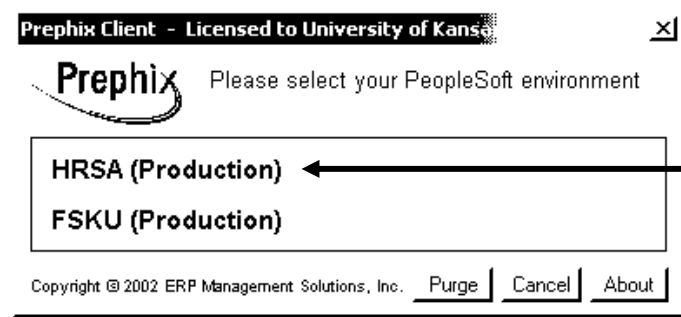 Prephix Client - Licensed to University of Kansa
Prephix
Please select your PeopleSoft environment
HRSA (Production)
FSKU (Production)
Copyright © 2002 ERP Management Solutions, Inc.
Purge
Cancel
About